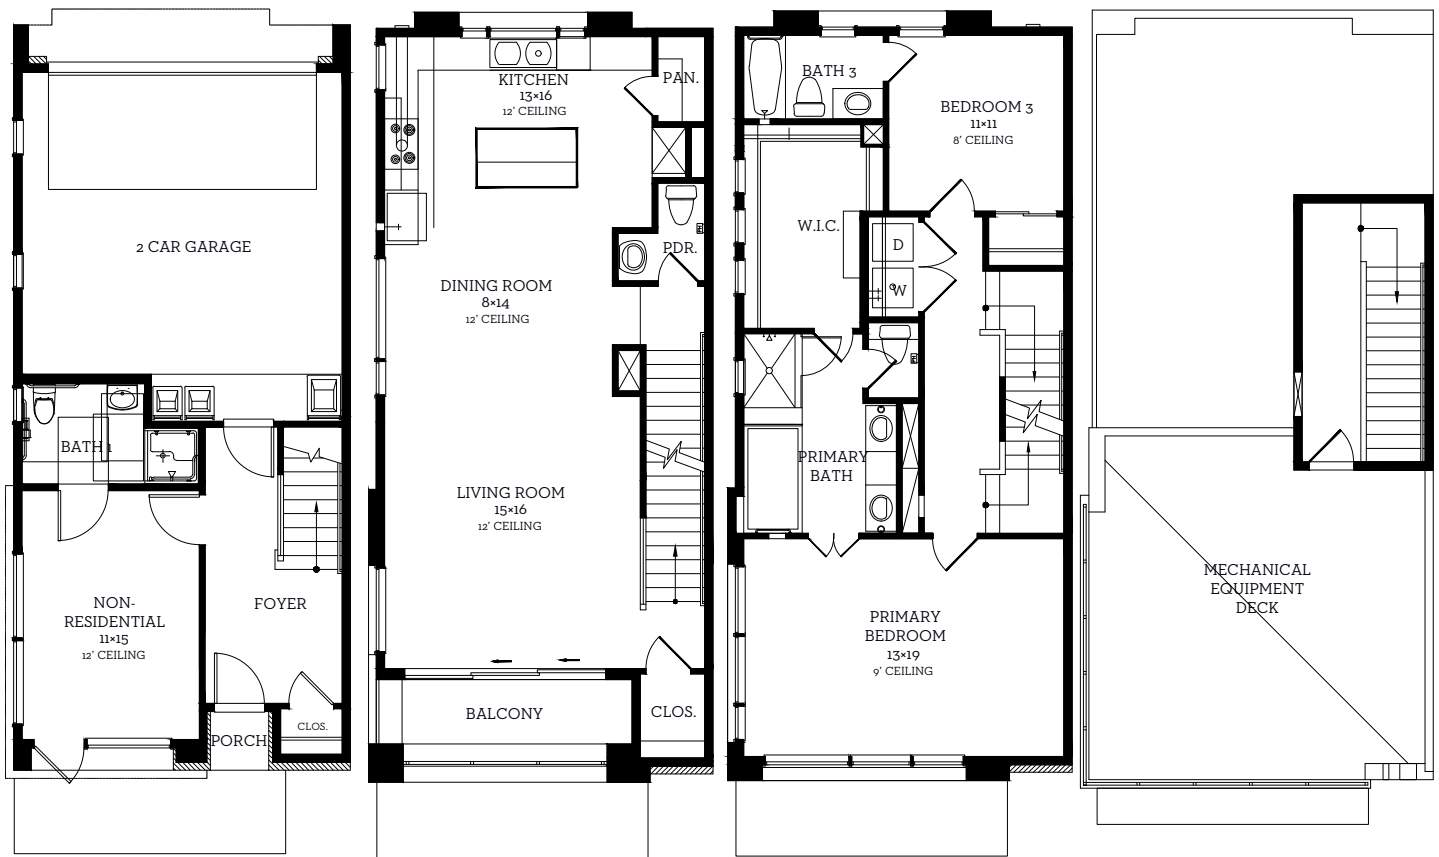 2 CAR GARAGE
BATH 1
NON-
RESIDENTIAL
11×15
12' CEILING
FOYER
CLOS.
PORCH
KITCHEN
13×16
12' CEILING
PAN.
PDR.
DINING ROOM
8×14
12' CEILING
LIVING ROOM
15×16
12' CEILING
BALCONY
CLOS.
BATH 3
BEDROOM 3
11×11
8' CEILING
W.I.C.
D
W
PRIMARY
BATH
PRIMARY
BEDROOM
13×19
9' CEILING
MECHANICAL
EQUIPMENT
DECK